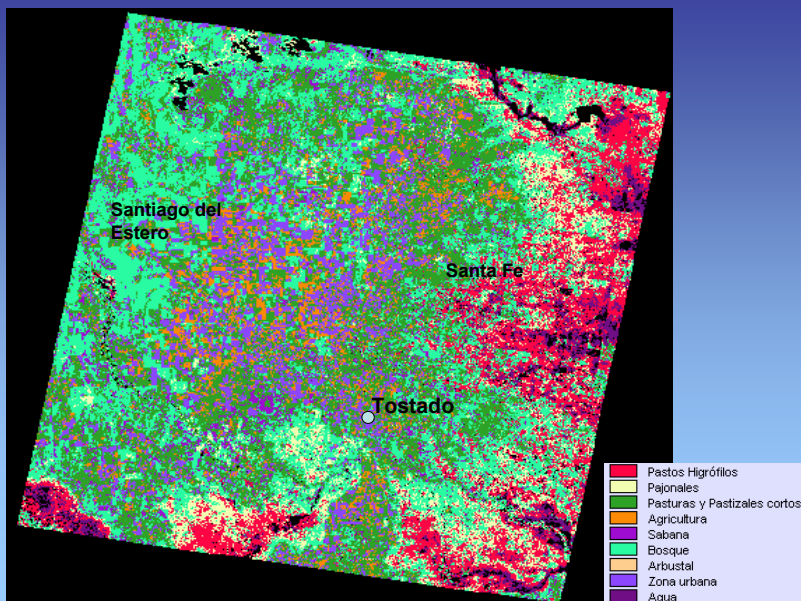 Santiago del
Estero
Santa Fe
Tostado
Pastos Higrófilos
Pajonales
Pasturas y Pastizales cortos
Agricultura
Sabana
Bosque
Arbustal
Zona urbana
Agua